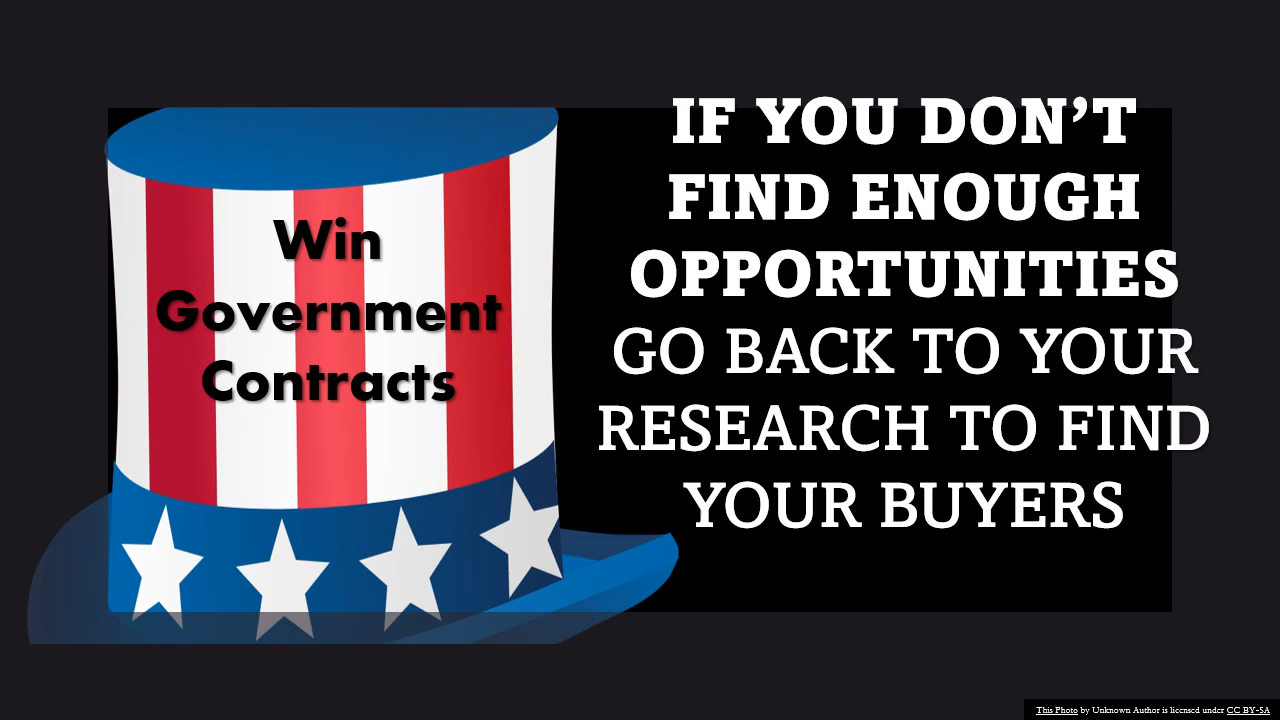 Win
Government
Contracts
IF YOU DON’T
FIND ENOUGH
OPPORTUNITIES
GO BACK TO YOUR
RESEARCH TO FIND
YOUR BUYERS
This Photo by Unknown Author is licensed under CC BY-SA